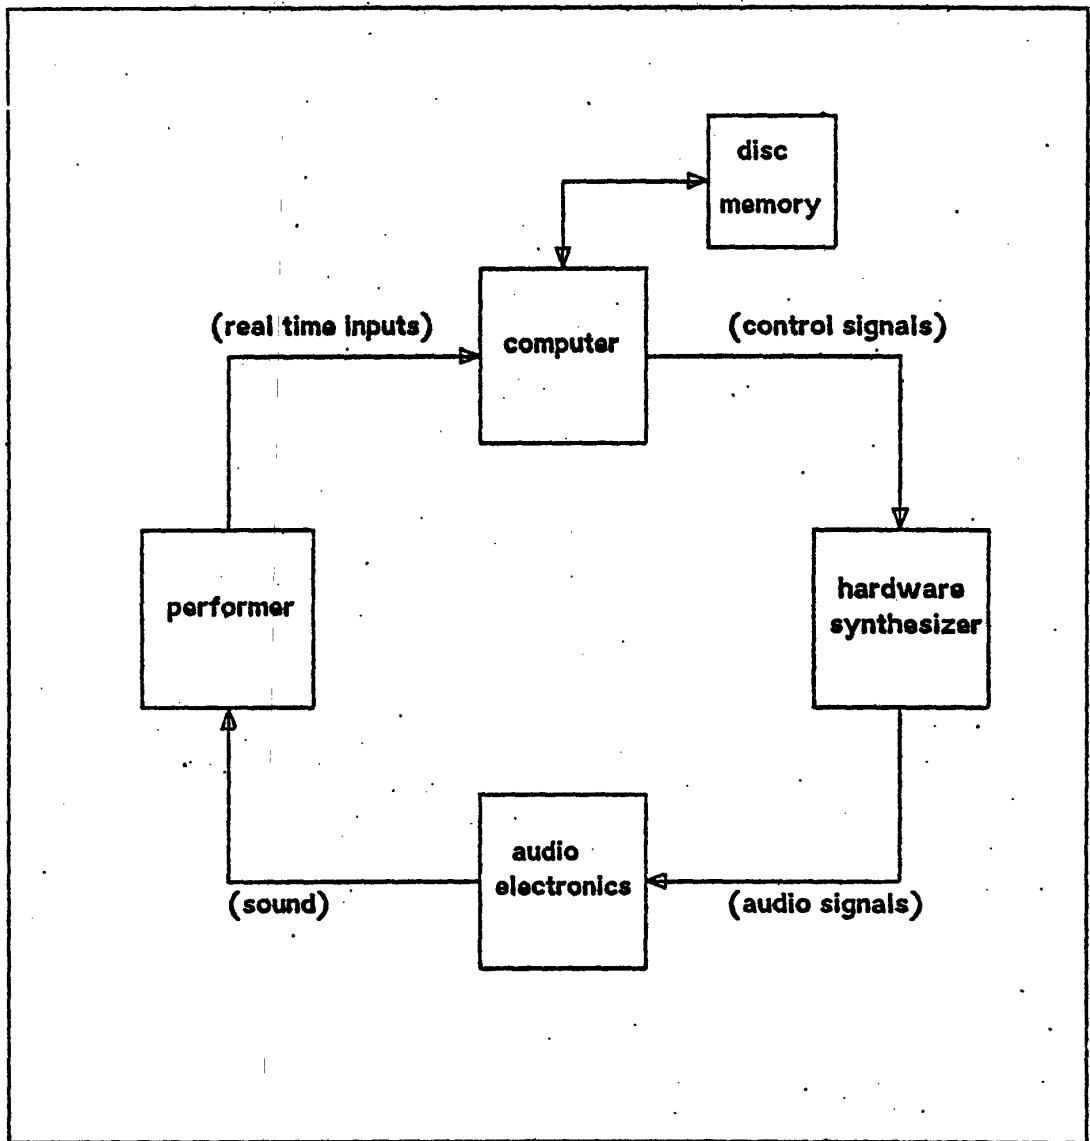 disc
memory
(real time inputs)
computer
(control signals)
performer
hardware
synthesizer
audio
electronics
(sound)
(audio signals)